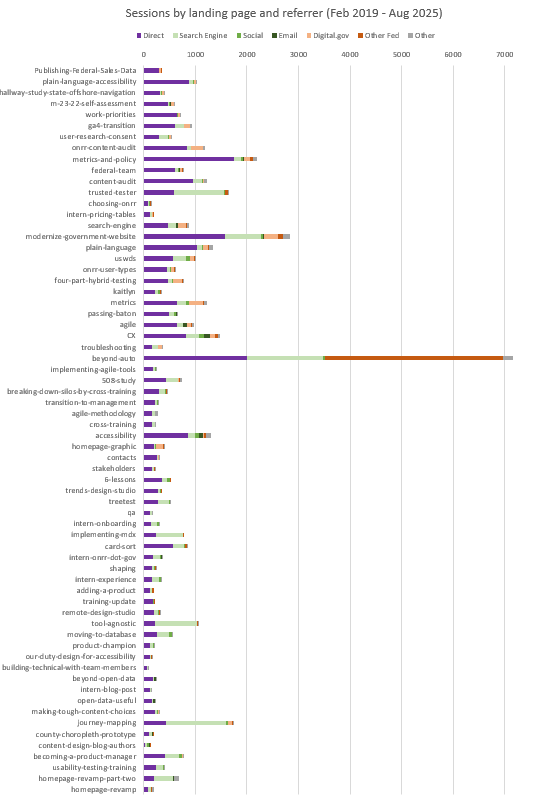 Sessions by landing page and referrer (Feb 2019 - Aug 2025)
Direct Search Engine Social Email Digital.gov Other Fed Other
0 1000 2000 3000 4000 5000 6000 7000
Publishing-Federal-Sales-Data
plain-language-accessibility
hallway-study-state-offshore-navigation
m-23-22-self-assessment
work-priorities
ga4-transition
user-research-consent
onrr-content-audit
metrics-and-policy
federal-team
content-audit
trusted-tester
choosing-onrr
intern-pricing-tables
search-engine
modernize-government-website
plain-language
uswds
onrr-user-types
four-part-hybrid-testing
kaitlyn
metrics
passing-baton
agile
CX
troubleshooting
beyond-auto
implementing-agile-tools
508-study
breaking-down-silos-by-cross-training
transition-to-management
agile-methodology
cross-training
accessibility
homepage-graphic
contacts
stakeholders
6-lessons
trends-design-studio
treetest
qa
intern-onboarding
implementing-mdx
card-sort
intern-onrr-dot-gov
shaping
intern-experience
adding-a-product
training-update
remote-design-studio
tool-agnostic
moving-to-database
product-champion
our-duty-design-for-accessibility
building-technical-with-team-members
beyond-open-data
intern-blog-post
open-data-useful
making-tough-content-choices
journey-mapping
county-choropleth-prototype
content-design-blog-authors
becoming-a-product-manager
usability-testing-training
homepage-revamp-part-two
homepage-revamp